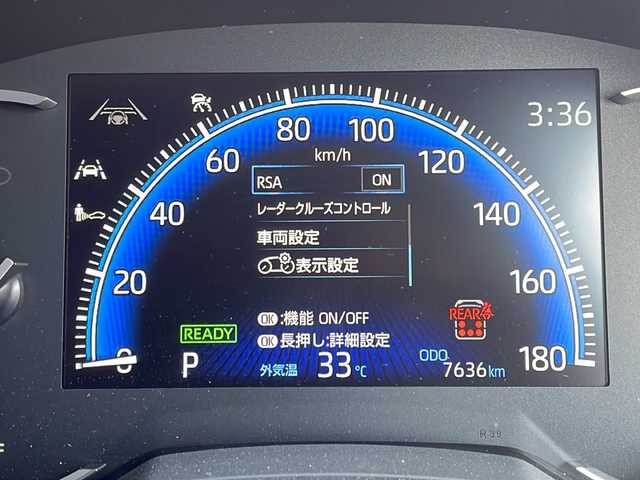 3:36
80 100
60 km/h 120
RSA ON
40 レーダークルーズコントロール 140
車両設定
20 表示設定 160
REAR
OK:機能 ON/OFF
READY OK長押し:詳細設定
0 P 外気温 33℃ ODO 7636km 180